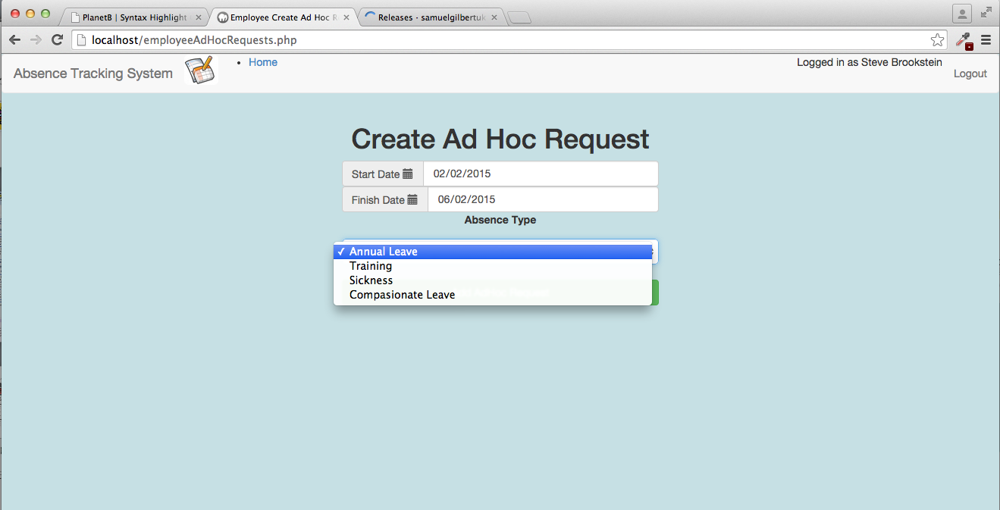 PlanetB | Syntax Highlight
Employee Create Ad Hoc R
Releases - samuelgilbertuk
localhost/employeeAdHocRequests.php
Absence Tracking System
Home
Logged in as Steve Brookstein
Logout
Create Ad Hoc Request
Start Date
02/02/2015
Finish Date
06/02/2015
Absence Type
✓ Annual Leave
Training
Sickness
Compasionate Leave